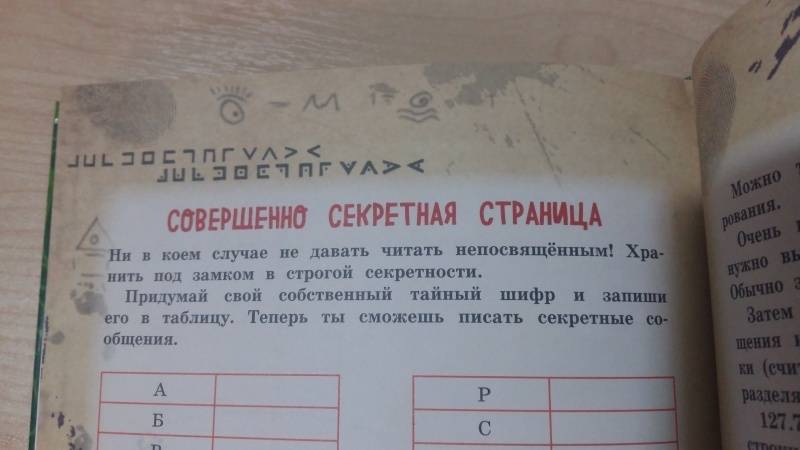 СОВЕРШЕННО СЕКРЕТНАЯ СТРАНИЦА
Ни в коем случае не давать читать непосвящённым! Хра-
нить под замком в строгой секретности.
Придумай свой собственный тайный шифр и запиши
его в таблицу. Теперь ты сможешь писать секретные со-
общения.
А
Б
Р
С
Можно
рования.
Очень
нужно
Обычно
Затем
щения
ки (счит
разделя
127.7